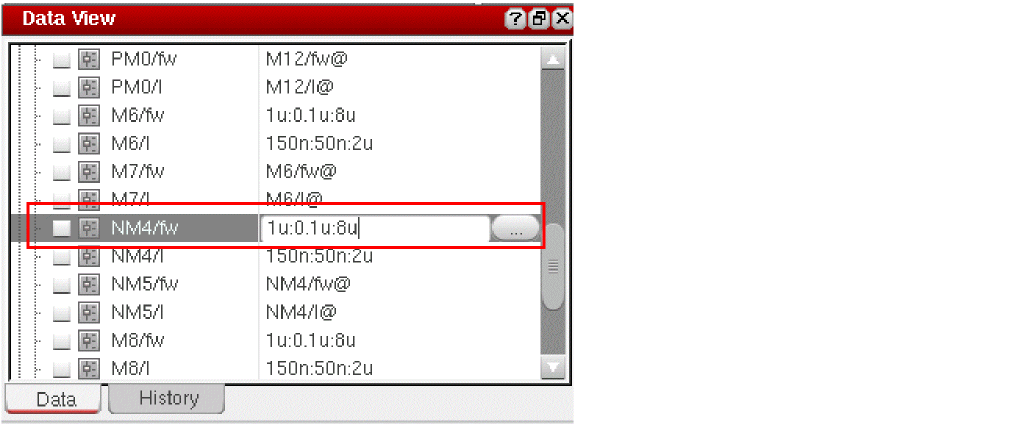 Data View
PM0/fw M12/fw@
PM0/l M12/l@
M6/fw 1u:0.1u:8u
M6/l 150n:50n:2u
M7/fw M6/fw@
M7/l M6/l@
NM4/fw 1u:0.1u:8u ...
NM4/l 150n:50n:2u
NM5/fw NM4/fw@
NM5/l NM4/l@
M8/fw 1u:0.1u:8u
M8/l 150n:50n:2u
Data History